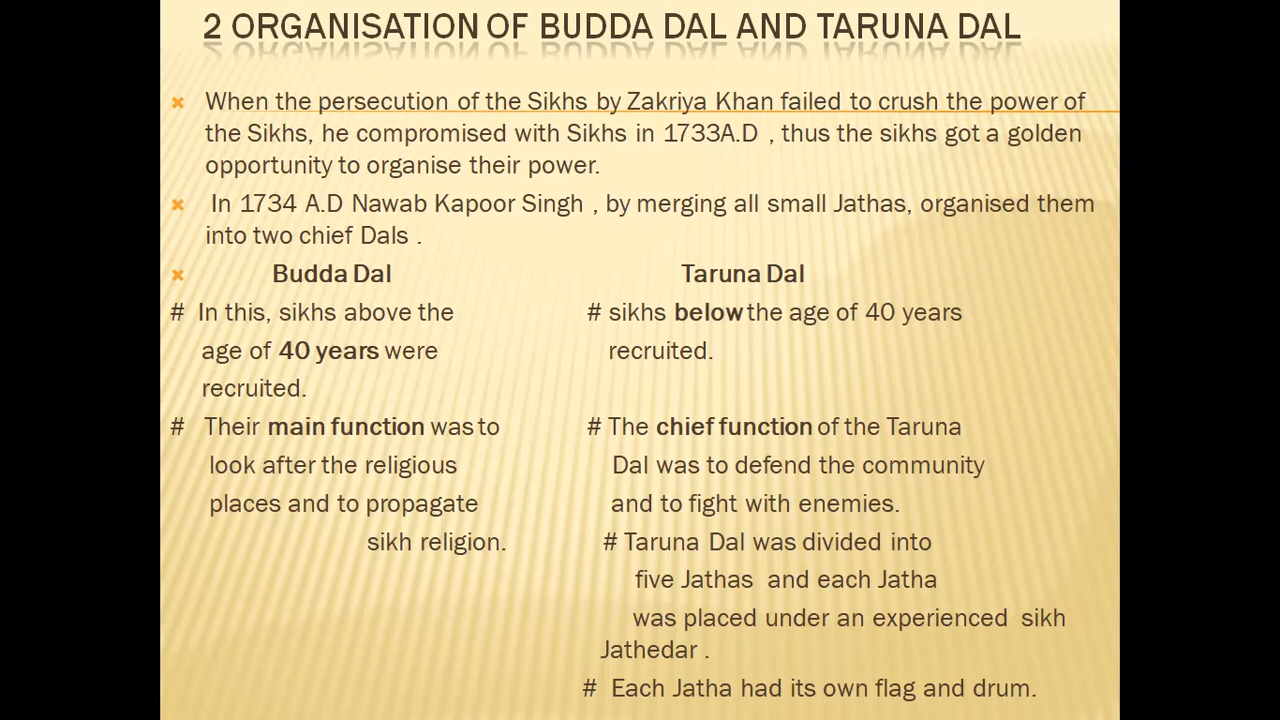 2 ORGANISATION OF BUDDA DAL AND TARUNA DAL
When the persecution of the Sikhs by Zakriya Khan failed to crush the power of
the Sikhs, he compromised with Sikhs in 1733A.D , thus the sikhs got a golden
opportunity to organise their power.
In 1734 A.D Nawab Kapoor Singh , by merging all small Jathas, organised them
into two chief Dals .
Budda Dal
# In this, sikhs above the
age of 40 years were
recruited.
# Their main function was to
look after the religious
places and to propagate
sikh religion.
Taruna Dal
# sikhs below the age of 40 years
recruited.
# The chief function of the Taruna
Dal was to defend the community
and to fight with enemies.
# Taruna Dal was divided into
five Jathas and each Jatha
was placed under an experienced sikh
Jathedar .
# Each Jatha had its own flag and drum.